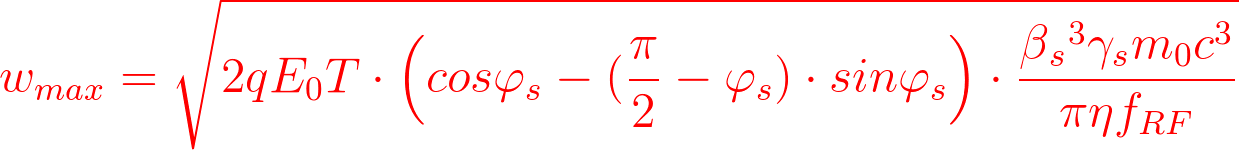 w_{max} = \sqrt{2qE_0T \cdot \left( cos\varphi_s - (\frac{\pi}{2} - \varphi_s) \cdot sin\varphi_s \right) \cdot \frac{{\beta_s}^3 \gamma_s m_0 c^3}{\pi \eta f_{RF}}}